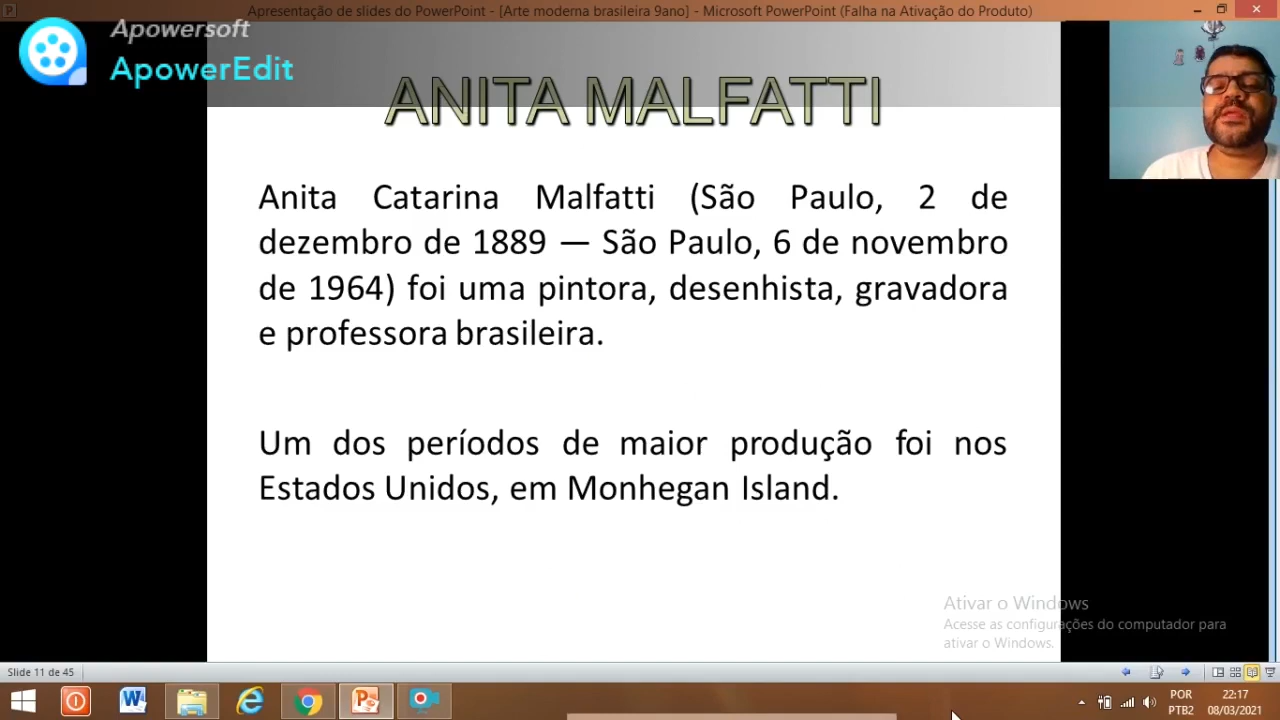 Apresentação de slides do PowerPoint - [Arte moderna brasileira 9ano] - Microsoft PowerPoint (Falha na Ativação do Produto)
Apowersoft
ApowerEdit
ANITA MALFATTI
Anita Catarina Malfatti (São Paulo, 2 de
dezembro de 1889 — São Paulo, 6 de novembro
de 1964) foi uma pintora, desenhista, gravadora
e professora brasileira.
Um dos períodos de maior produção foi nos
Estados Unidos, em Monhegan Island.
Ativar o Windows
Acesse as configurações do computador para
ativar o Windows.
Slide 11 de 45
POR
PTB2
22:17
08/03/2021